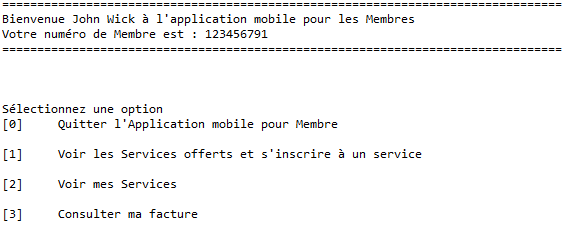 ================================================================================
Bienvenue John Wick à l'application mobile pour les Membres
Votre numéro de Membre est : 123456791
================================================================================
Sélectionnez une option
[0]     Quitter l'Application mobile pour Membre
[1]     Voir les Services offerts et s'inscrire à un service
[2]     Voir mes Services
[3]     Consulter ma facture